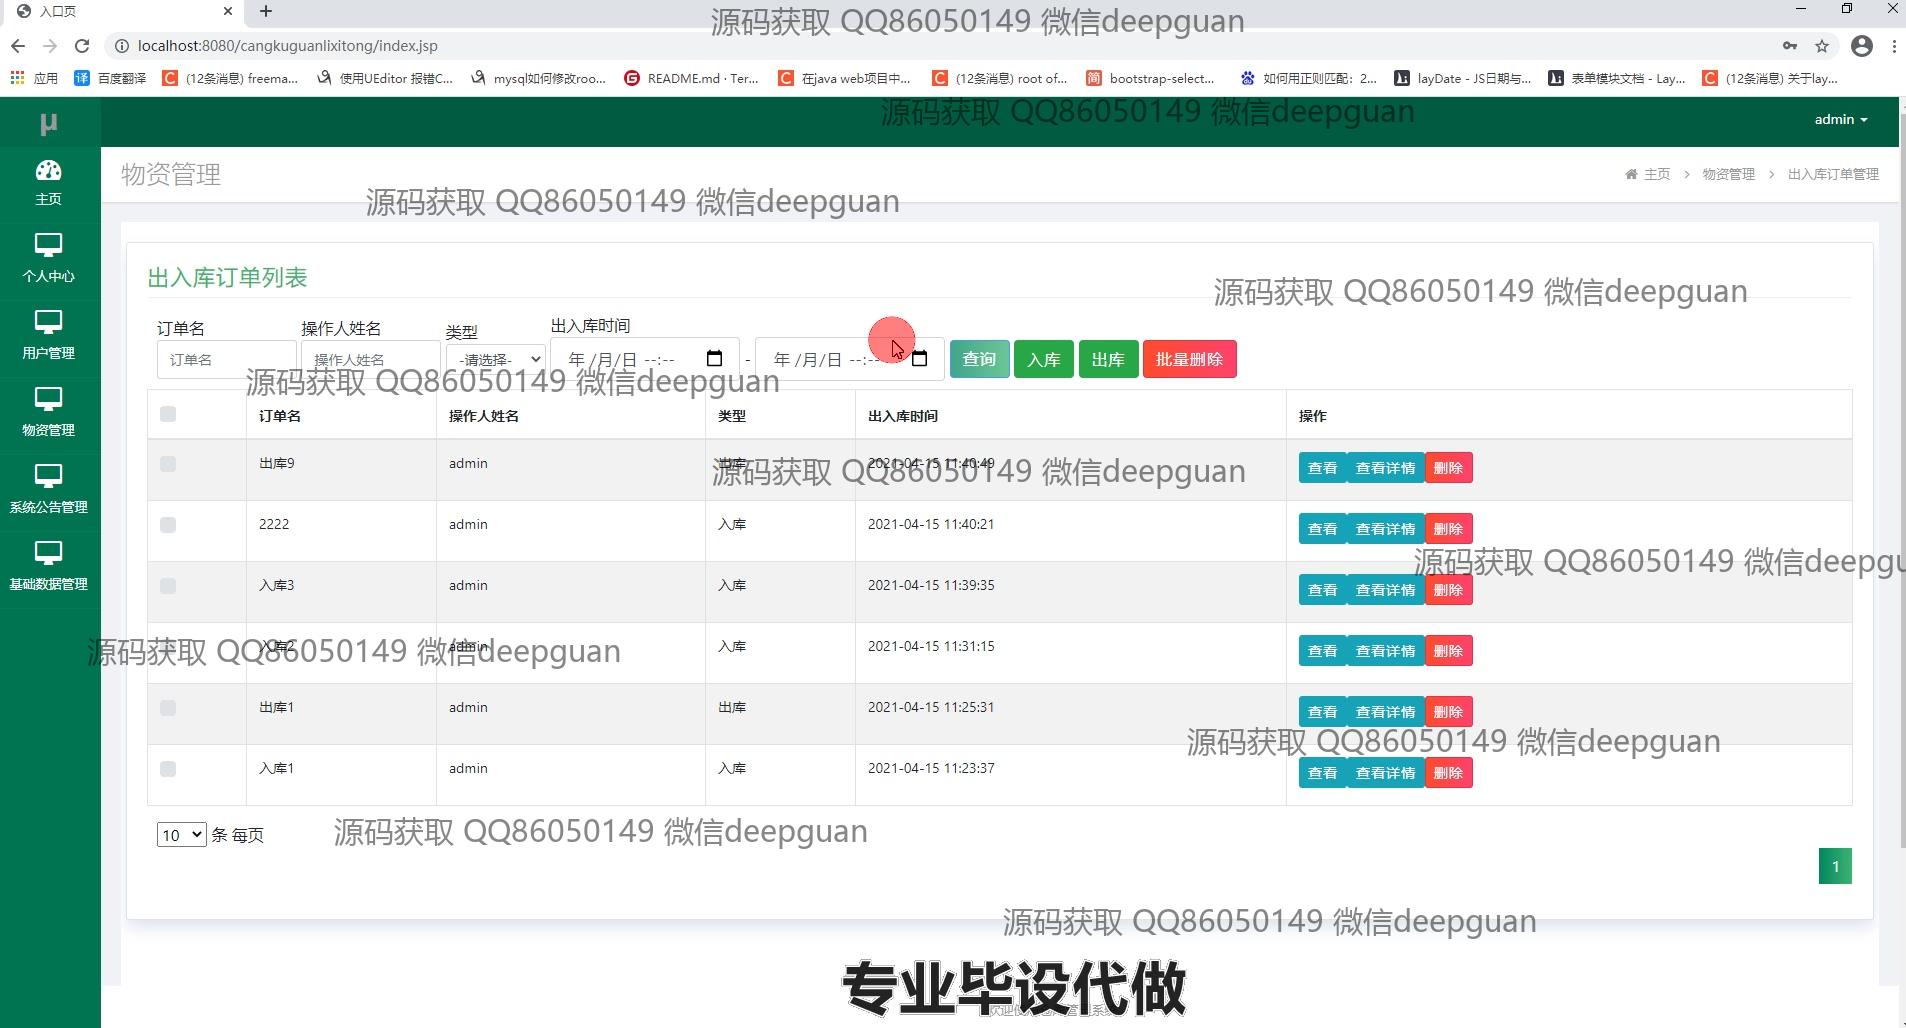 入口页
源码获取 QQ86050149 微信deepguan
localhost:8080/cangkuguanlixitong/index.jsp
应用 译 百度翻译 (12条消息) freema... 使用UEditor 报错C... mysql如何修改roo... README.md · Ter... 在java web项目中... (12条消息) root of... 简 bootstrap-select... 如何用正则匹配：2... layDate - JS日期与... 表单模块文档 - Lay... (12条消息) 关于lay...
源码获取 QQ86050149 微信deepguan
μ
admin
物资管理
主页 > 物资管理 > 出入库订单管理
源码获取 QQ86050149 微信deepguan
主页
个人中心
用户管理
物资管理
系统公告管理
基础数据管理
出入库订单列表
源码获取 QQ86050149 微信deepguan
订单名 操作人姓名 类型 出入库时间
订单名 操作人姓名 -请选择- 年 /月/日 --:-- - 年 /月/日 --:-- 查询 入库 出库 批量删除
源码获取 QQ86050149 微信deepguan
订单名 操作人姓名 类型 出入库时间 操作
出库9 admin 出库 2021-04-15 11:40:49 查看 查看详情 删除
源码获取 QQ86050149 微信deepguan
2222 admin 入库 2021-04-15 11:40:21 查看 查看详情 删除
源码获取 QQ86050149 微信deepgu
入库3 admin 入库 2021-04-15 11:39:35 查看 查看详情 删除
入库2 admin 入库 2021-04-15 11:31:15 查看 查看详情 删除
源码获取 QQ86050149 微信deepguan
出库1 admin 出库 2021-04-15 11:25:31 查看 查看详情 删除
源码获取 QQ86050149 微信deepguan
入库1 admin 入库 2021-04-15 11:23:37 查看 查看详情 删除
10 条 每页
源码获取 QQ86050149 微信deepguan
1
源码获取 QQ86050149 微信deepguan
专业毕设代做